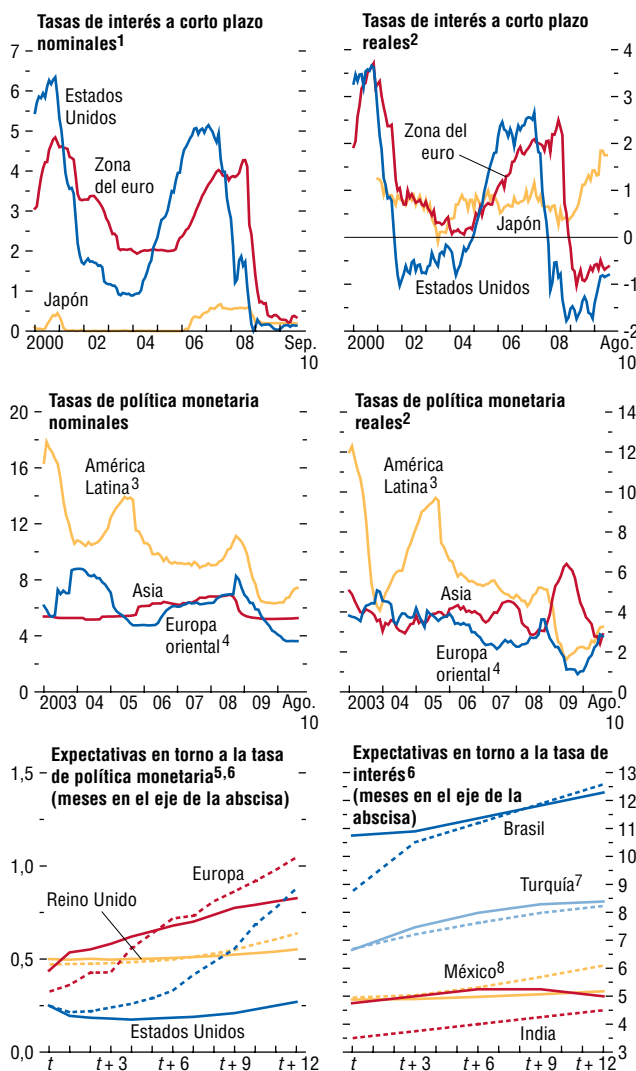 Tasas de interés a corto plazo
nominales1
7
6
5
4
3
2
1
0
Estados
Unidos
Zona
del euro
Japón
2000 02 04 06 08 Sep.
10
Tasas de interés a corto plazo
reales2
4
3
2
1
0
-1
-2
Zona del
euro
Japón
Estados Unidos
2000 02 04 06 08 Ago.
10
Tasas de política monetaria
nominales
20
16
12
8
4
0
América
Latina3
Asia
Europa
oriental4
2003 04 05 06 07 08 09 Ago.
10
Tasas de política monetaria
reales2
14
12
10
8
6
4
2
0
América
Latina3
Asia
Europa
oriental4
2003 04 05 06 07 08 09 Ago.
10
Expectativas en torno a la tasa
de política monetaria5,6
(meses en el eje de la abscisa)
1,5
1,0
0,5
0,0
Europa
Reino Unido
Estados Unidos
t t + 3 t + 6 t + 9 t + 12
Expectativas en torno a la tasa de
interés6
(meses en el eje de la
abscisa)
13
12
11
10
9
8
7
6
5
4
3
2
Brasil
Turquía7
México8
India
t t + 3 t + 6 t + 9 t + 12